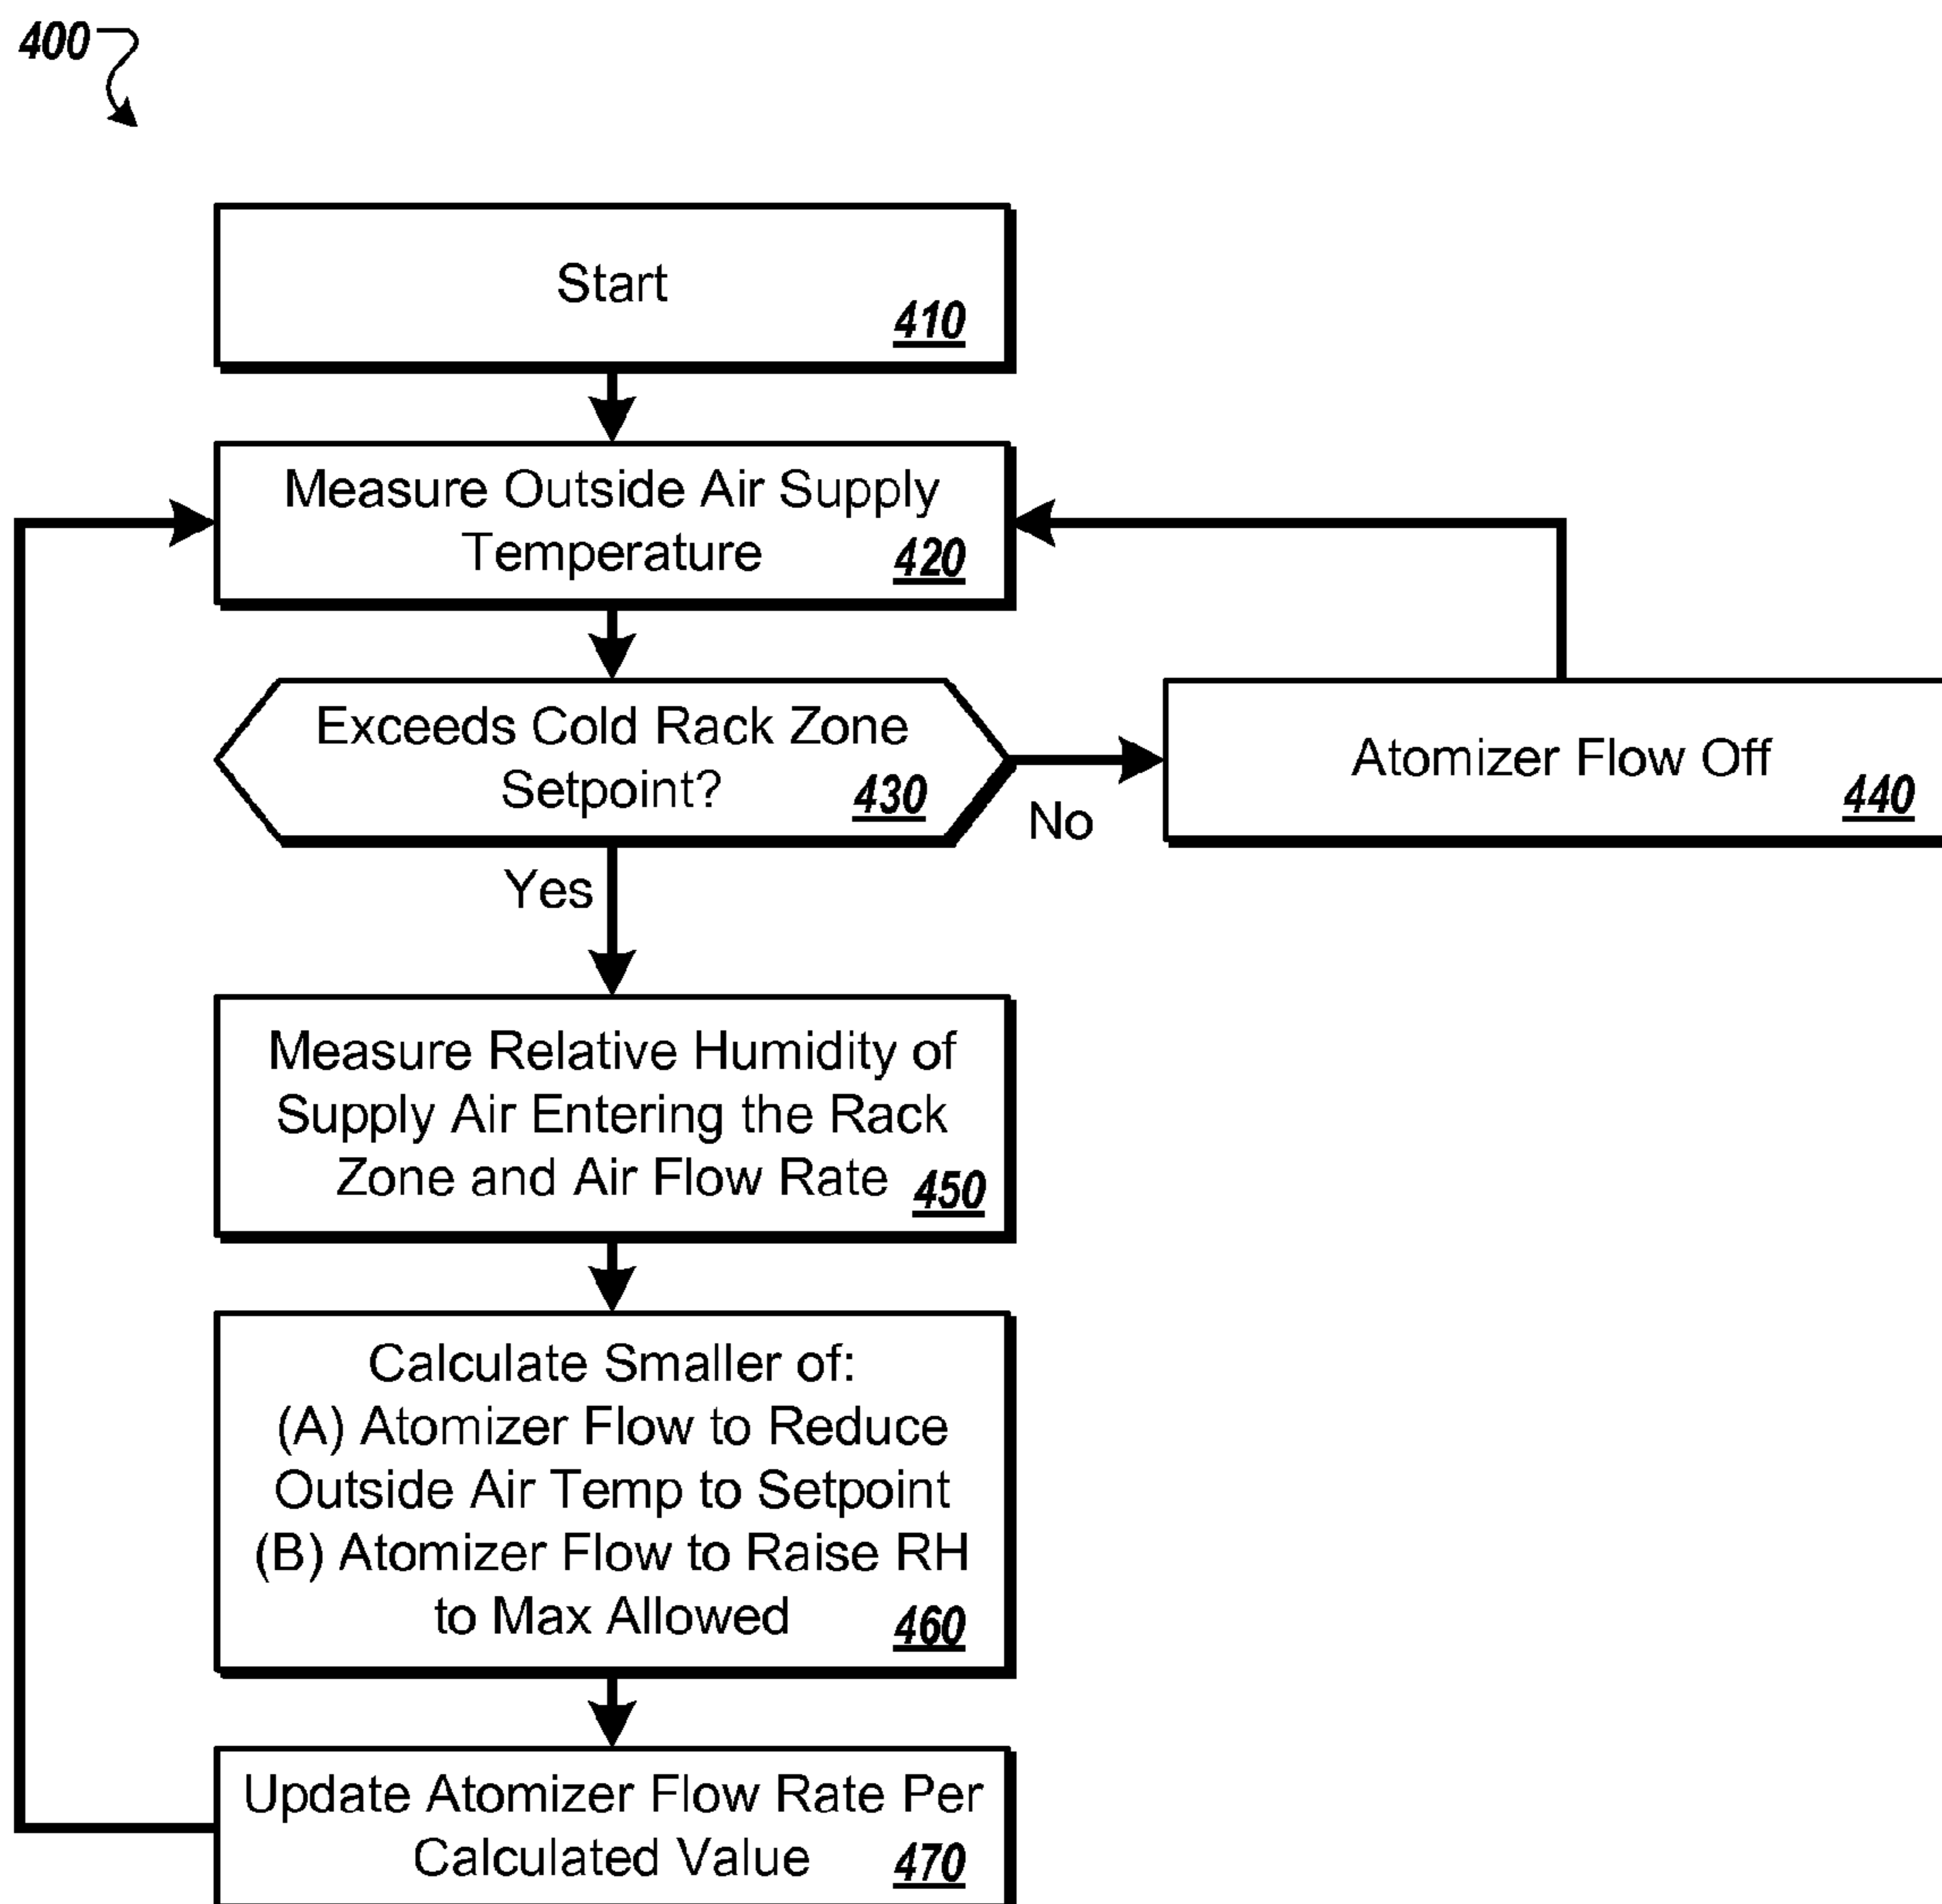 400
Start
410
Measure Outside Air Supply
Temperature
420
Exceeds Cold Rack Zone
Setpoint?
430
No
Atomizer Flow Off
440
Yes
Measure Relative Humidity of
Supply Air Entering the Rack
Zone and Air Flow Rate
450
Calculate Smaller of:
(A) Atomizer Flow to Reduce
Outside Air Temp to Setpoint
(B) Atomizer Flow to Raise RH
to Max Allowed
460
Update Atomizer Flow Rate Per
Calculated Value
470